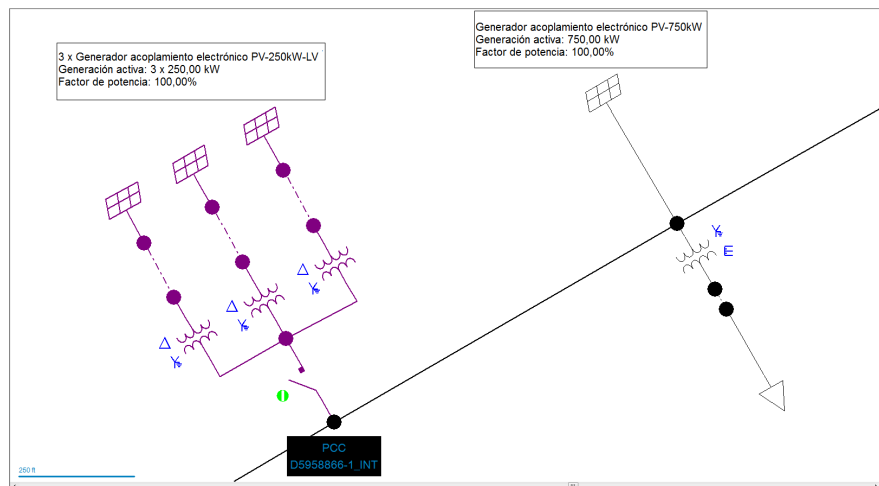 Generador acoplamiento electrónico PV-750kW
Generación activa: 750,00 kW
Factor de potencia: 100,00%
3 x Generador acoplamiento electrónico PV-250kW-LV
Generación activa: 3 x 250,00 kW
Factor de potencia: 100,00%
PCC
D5958866-1_INT
250 ft